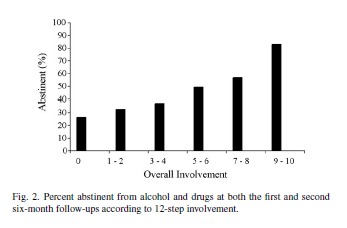 100
90
80
70
60
50
40
30
20
10
0
Abstinent (%)
0 1 - 2 3 - 4 5 - 6 7 - 8 9 - 10
Overall Involvement
Fig. 2. Percent abstinent from alcohol and drugs at both the first and second
six-month follow-ups according to 12-step involvement.